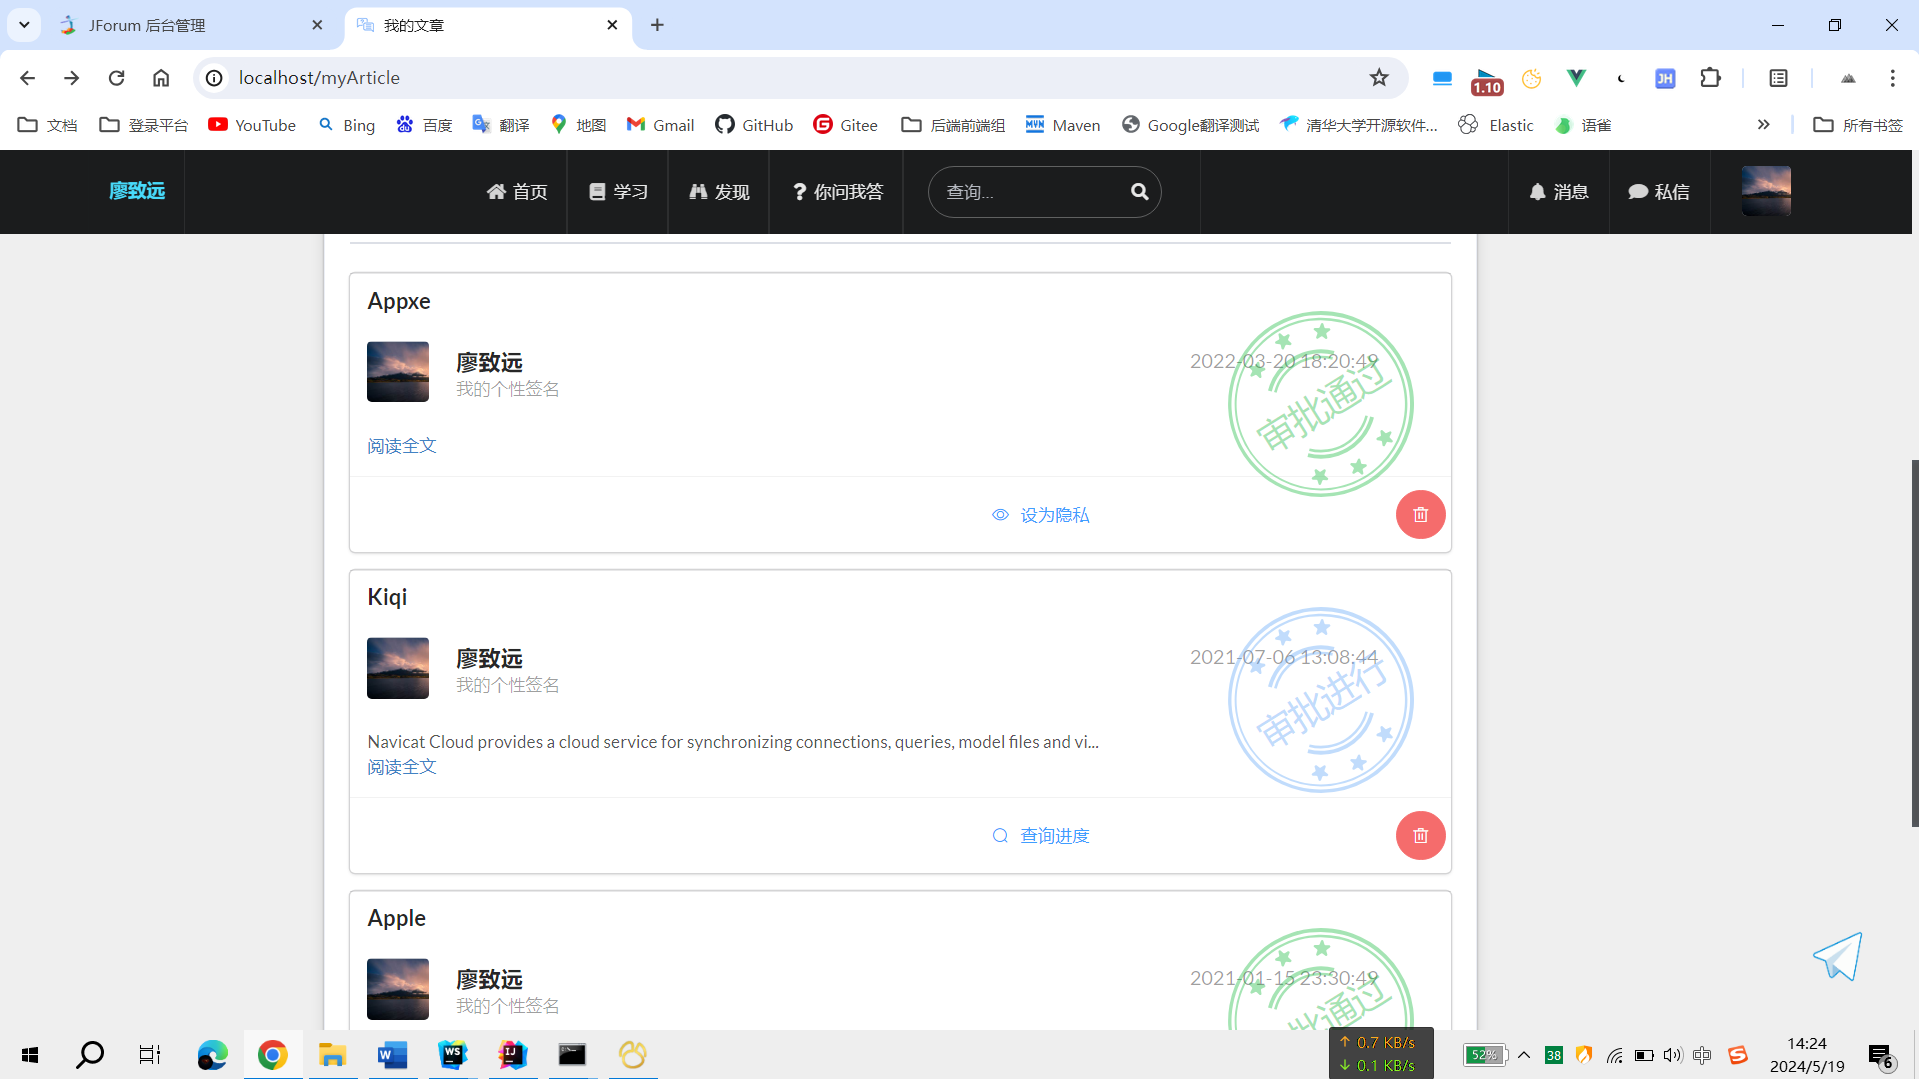 JForum 后台管理
我的文章
localhost/myArticle
1.10
JH
文档
登录平台
YouTube
Bing
百度
翻译
地图
Gmail
GitHub
Gitee
后端前端组
MVN
Maven
Google翻译测试
清华大学开源软件...
Elastic
语雀
所有书签
廖致远
首页
学习
发现
你问我答
查询...
消息
私信
Appxe
廖致远
我的个性签名
2022-03-20 18:20:49
审批通过
阅读全文
设为隐私
Kiqi
廖致远
我的个性签名
2021-07-06 13:08:44
审批进行
Navicat Cloud provides a cloud service for synchronizing connections, queries, model files and vi...
阅读全文
查询进度
Apple
廖致远
我的个性签名
2021-01-15 23:30:49
审批通过
W
WS
IJ
↑ 0.7 KB/s
↓ 0.1 KB/s
52%
38
中
S
14:24
2024/5/19
6